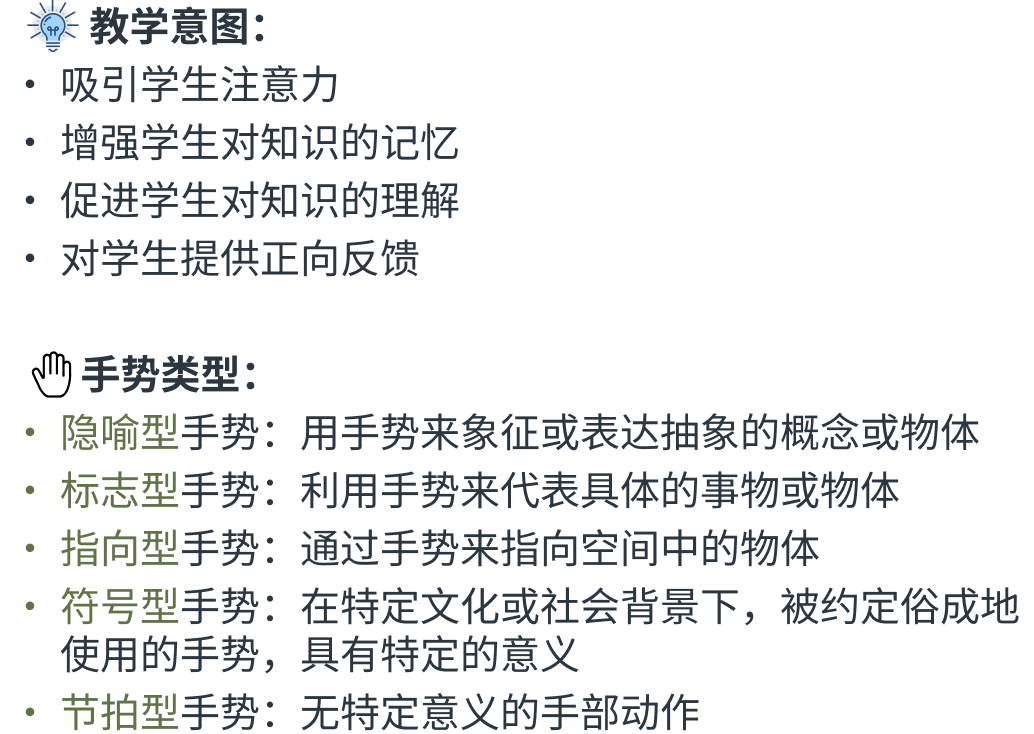 教学意图：
• 吸引学生注意力
• 增强学生对知识的记忆
• 促进学生对知识的理解
• 对学生提供正向反馈
手势类型：
• 隐喻型手势：用手势来象征或表达抽象的概念或物体
• 标志型手势：利用手势来代表具体的事物或物体
• 指向型手势：通过手势来指向空间中的物体
• 符号型手势：在特定文化或社会背景下，被约定俗成地
使用的手势，具有特定的意义
• 节拍型手势：无特定意义的手部动作